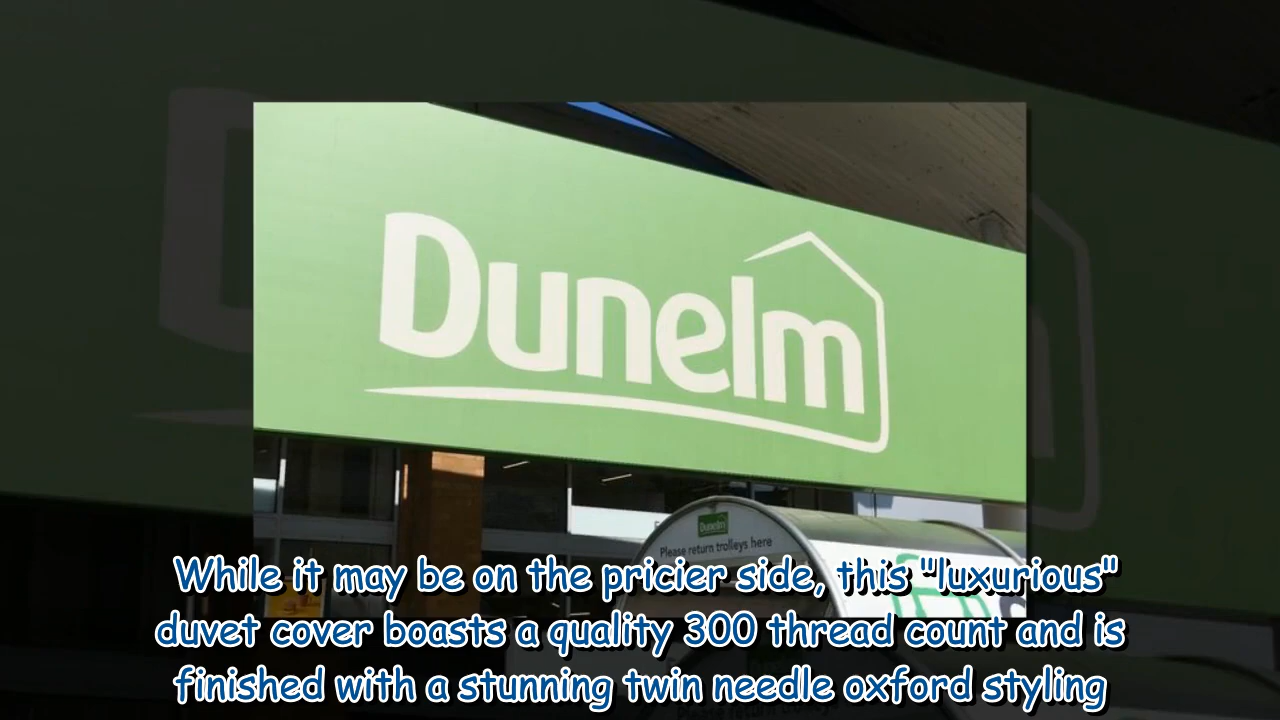 Dunelm
Dunelm
Please return trolleys here
While it may be on the pricier side, this "luxurious"
duvet cover boasts a quality 300 thread count and is
finished with a stunning twin needle oxford styling